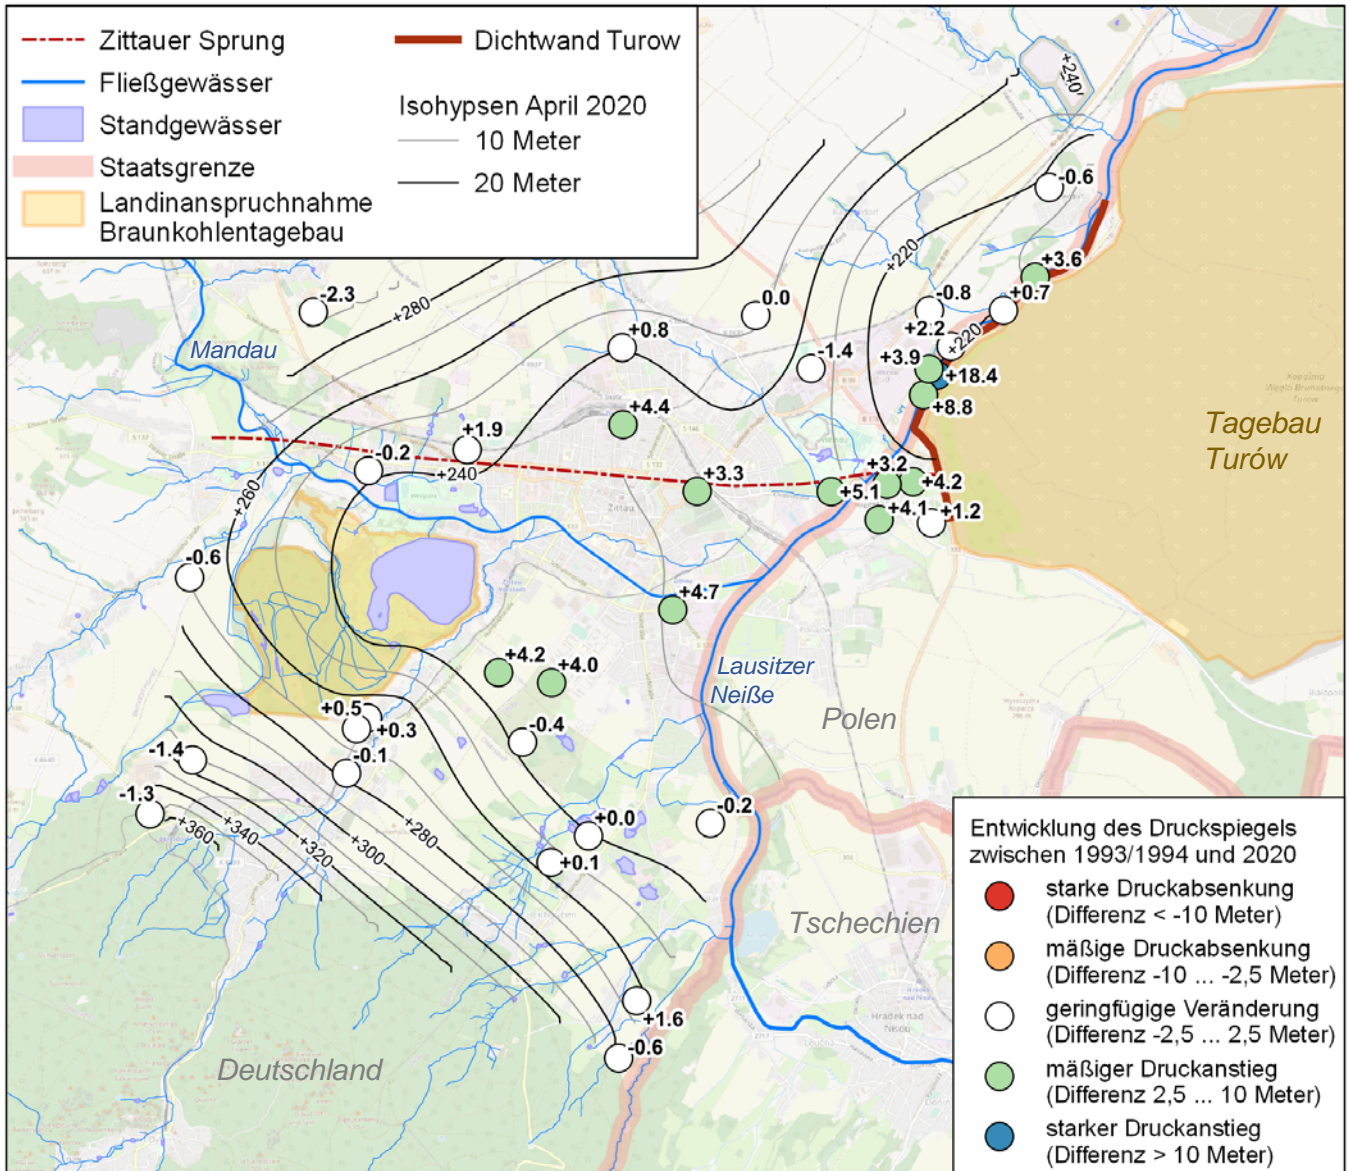 Zittauer Sprung
Fließgewässer
Standgewässer
Staatsgrenze
Landinanspruchnahme
Braunkohlentagebau
Dichtwand Turow
Isohypsen April 2020
10 Meter
20 Meter
+240
-0.6
+220
+3.6
-2.3
+280
0.0
-0.8
+0.7
+0.8
+2.2
+220
Mandau
-1.4
+3.9
+18.4
+8.8
+4.4
Tagebau
Turów
+1.9
-0.2
+240
+3.3
+3.2
+5.1
+4.2
+260
Zittau
+4.1
+1.2
-0.6
+4.7
+4.2
+4.0
Lausitzer
Neiße
+0.5
+0.3
-0.4
Polen
-1.4
-0.1
-1.3
+360
+340
+320
+300
+280
+0.0
-0.2
+0.1
Tschechien
Hrádek nad
Nisou
+1.6
-0.6
Deutschland
Entwicklung des Druckspiegels
zwischen 1993/1994 und 2020
starke Druckabsenkung
(Differenz < -10 Meter)
mäßige Druckabsenkung
(Differenz -10 ... -2,5 Meter)
geringfügige Veränderung
(Differenz -2,5 ... 2,5 Meter)
mäßiger Druckanstieg
(Differenz 2,5 ... 10 Meter)
starker Druckanstieg
(Differenz > 10 Meter)